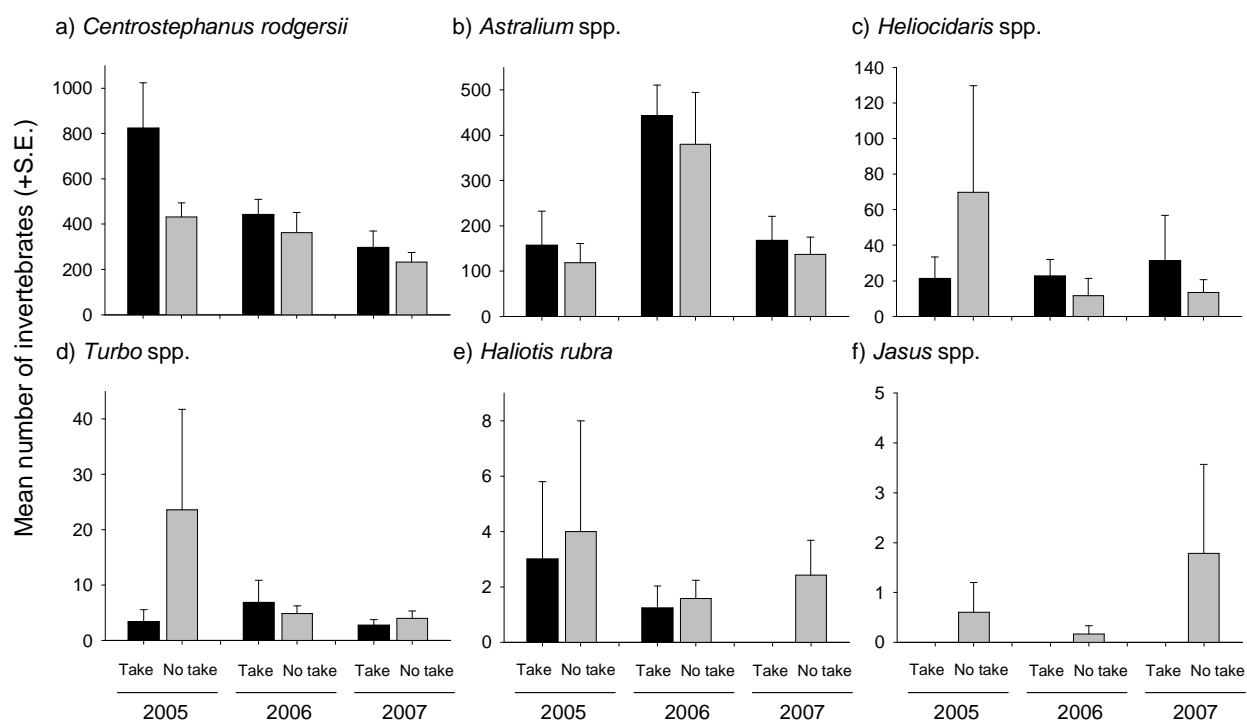 a) Centrostephanus rodgersii
b) Astralium spp.
c) Heliocidaris spp.
Mean number of invertebrates (+S.E.)
1000
800
600
400
200
0
500
400
300
200
100
0
140
120
100
80
60
40
20
0
d) Turbo spp.
e) Haliotis rubra
f) Jasus spp.
40
30
20
10
0
8
6
4
2
0
5
4
3
2
1
0
Take No take Take No take Take No take
2005 2006 2007
Take No take Take No take Take No take
2005 2006 2007
Take No take Take No take Take No take
2005 2006 2007